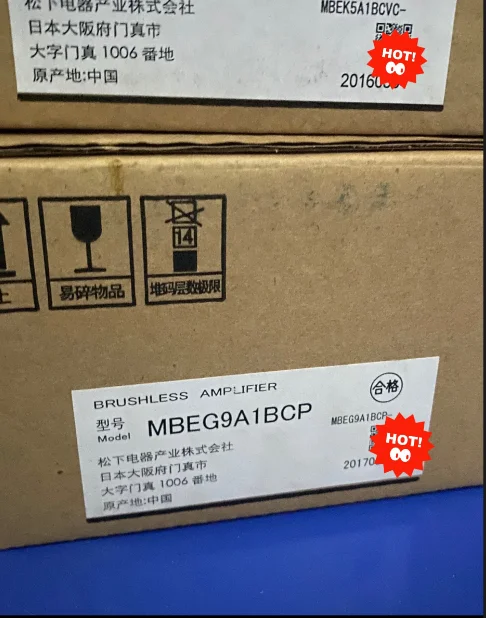 松下电器产业株式会社
MBEK5A1BCVC-
日本大阪府门真市
大字门真 1006 番地
原产地:中国
HOT!
14
易碎物品
堆码层数极限
BRUSHLESS AMPLIFIER
合格
型号
Model
MBEG9A1BCP
MBEG9A1BCP-
松下电器产业株式会社
日本大阪府门真市
大字门真 1006 番地
原产地:中国
HOT!